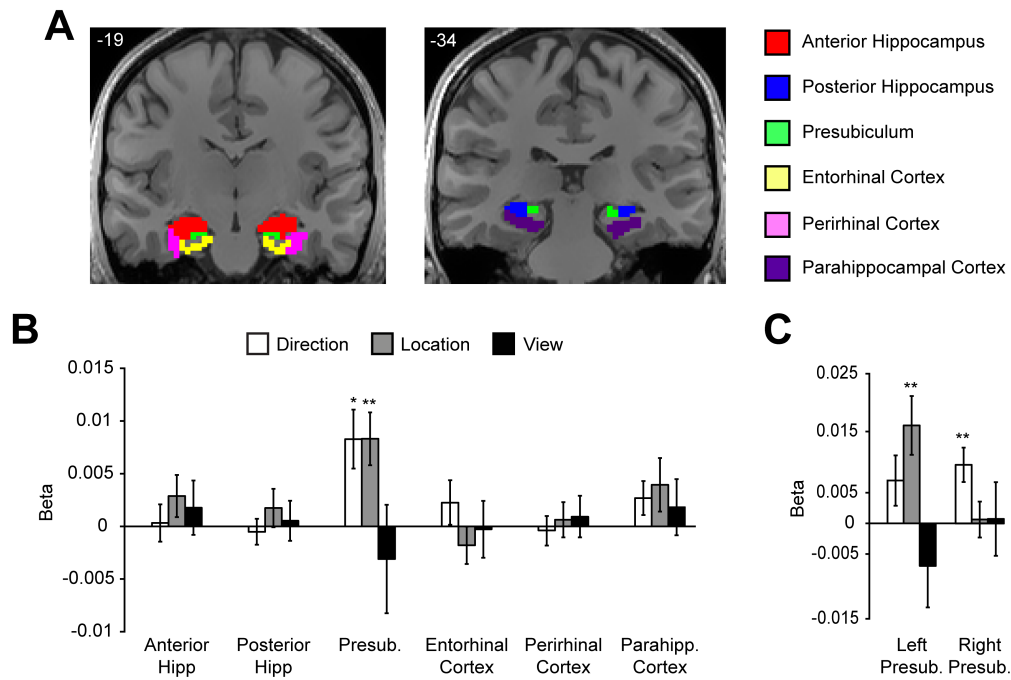 A
-19
-34
Anterior Hippocampus
Posterior Hippocampus
Presubiculum
Entorhinal Cortex
Perirhinal Cortex
Parahippocampal Cortex
B
Direction Location View
0.015
0.01
0.005
0
-0.005
-0.01
Beta
* **
Anterior Hipp
Posterior Hipp
Presub.
Entorhinal Cortex
Perirhinal Cortex
Parahipp. Cortex
C
0.025
0.015
0.005
0
-0.005
-0.015
Beta
**
**
Left Presub.
Right Presub.